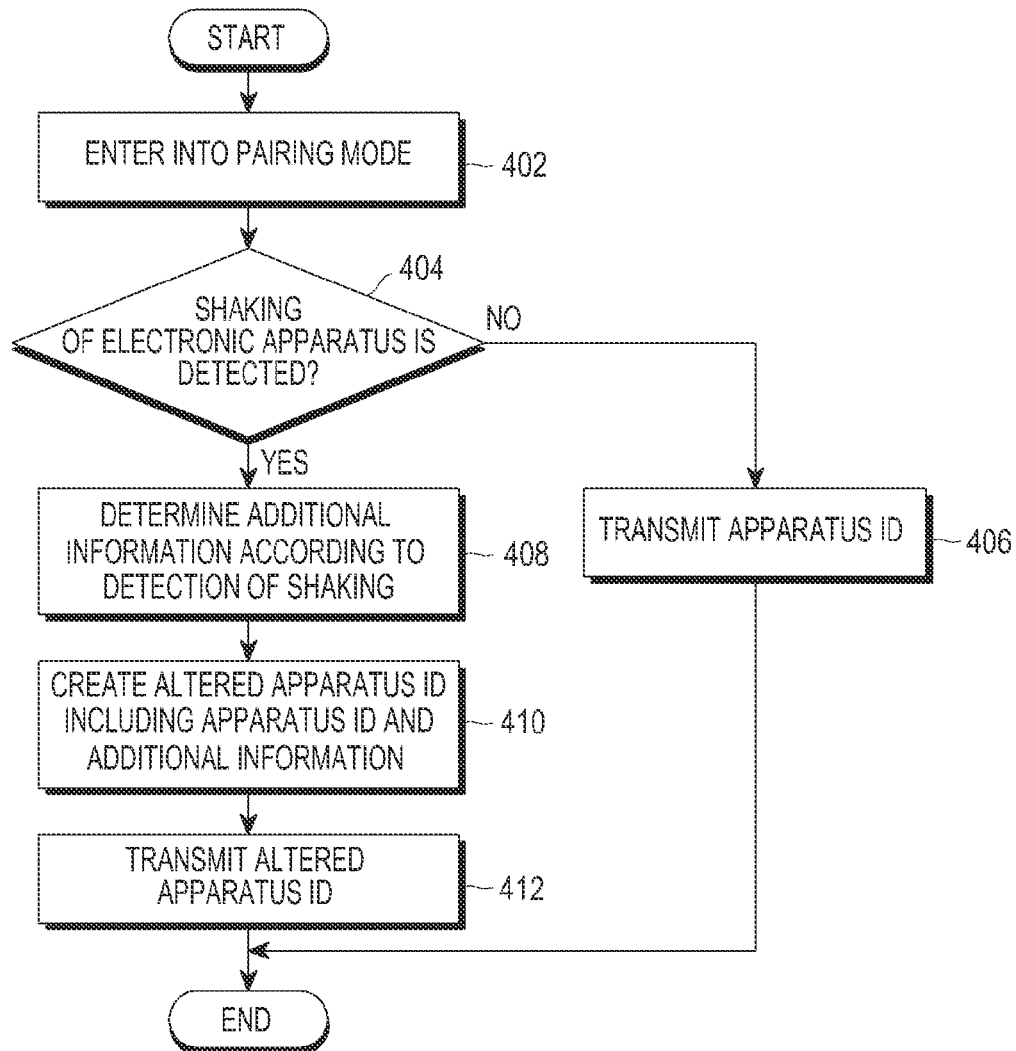 START
ENTER INTO PAIRING MODE
402
404
SHAKING
OF ELECTRONIC APPARATUS IS
DETECTED?
NO
YES
DETERMINE ADDITIONAL
INFORMATION ACCORDING TO
DETECTION OF SHAKING
408
TRANSMIT APPARATUS ID
406
CREATE ALTERED APPARATUS ID
INCLUDING APPARATUS ID AND
ADDITIONAL INFORMATION
410
TRANSMIT ALTERED
APPARATUS ID
412
END